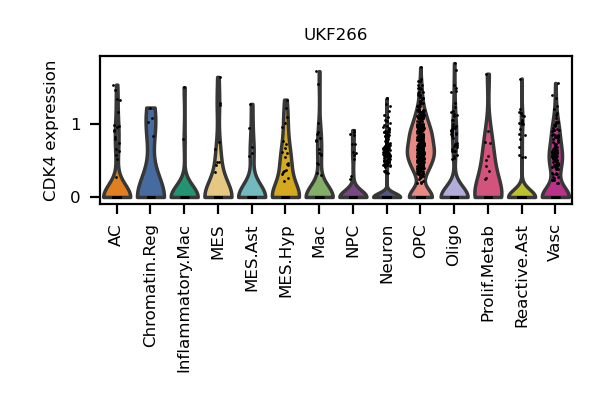 UKF266
CDK4 expression
1
0
AC
Chromatin.Reg
Inflammatory.Mac
MES
MES.Ast
MES.Hyp
Mac
NPC
Neuron
OPC
Oligo
Prolif.Metab
Reactive.Ast
Vasc